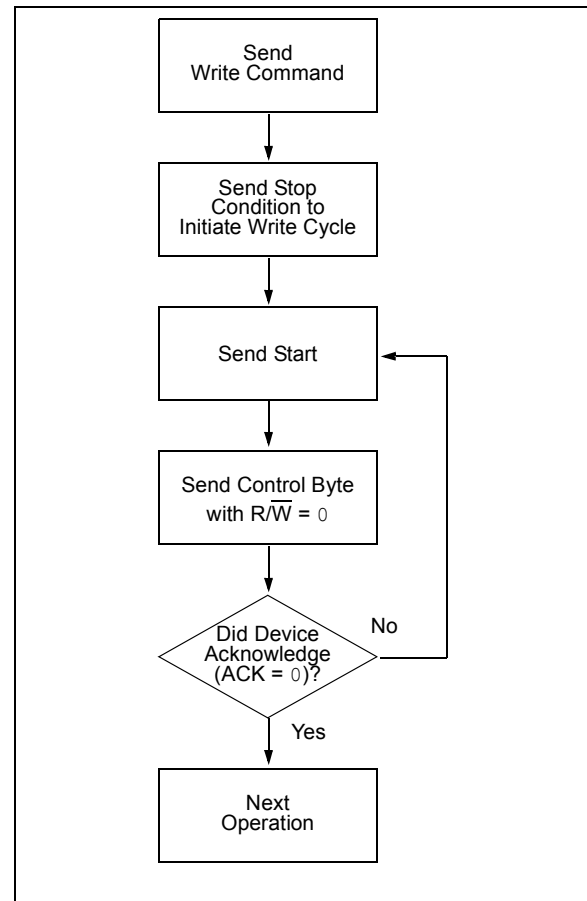 Send
Write Command
Send Stop
Condition to
Initiate Write Cycle
Send Start
Send Control Byte
with R/W̅ = 0
Did Device
Acknowledge
(ACK = 0)?
No
Yes
Next
Operation